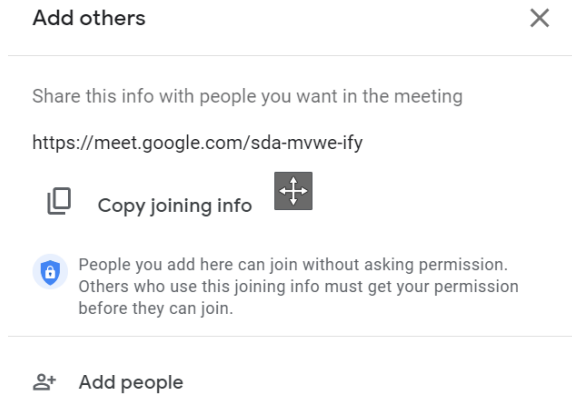 Add others
Share this info with people you want in the meeting
https://meet.google.com/sda-mvwe-ify
Copy joining info
People you add here can join without asking permission.
Others who use this joining info must get your permission
before they can join.
Add people